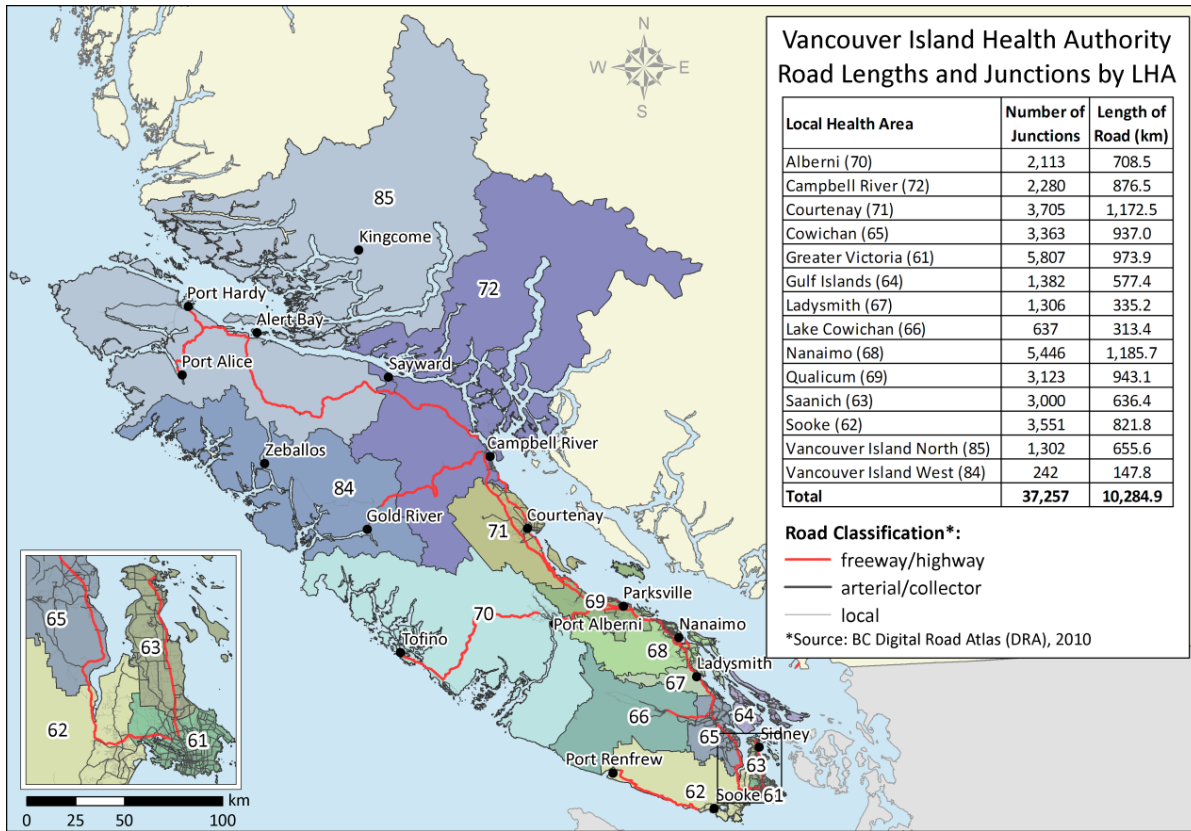 N
W E
S
85
Kingcome
72
Port Hardy
Alert Bay
Port Alice
Sayward
Zeballos
Campbell River
84
Gold River
71
Courtenay
69
Parksville
70
Port Alberni
Nanaimo
Tofino
68
Ladysmith
67
66
64
65
Sidney
Port Renfrew
63
62
Sooke
61
65
63
62
61
km
0 25 50 100
Vancouver Island Health Authority
Road Lengths and Junctions by LHA
Local Health Area Number of Junctions Length of Road (km)
Alberni (70) 2,113 708.5
Campbell River (72) 2,280 876.5
Courtenay (71) 3,705 1,172.5
Cowichan (65) 3,363 937.0
Greater Victoria (61) 5,807 973.9
Gulf Islands (64) 1,382 577.4
Ladysmith (67) 1,306 335.2
Lake Cowichan (66) 637 313.4
Nanaimo (68) 5,446 1,185.7
Qualicum (69) 3,123 943.1
Saanich (63) 3,000 636.4
Sooke (62) 3,551 821.8
Vancouver Island North (85) 1,302 655.6
Vancouver Island West (84) 242 147.8
Total 37,257 10,284.9
Road Classification*:
freeway/highway
arterial/collector
local
*Source: BC Digital Road Atlas (DRA), 2010